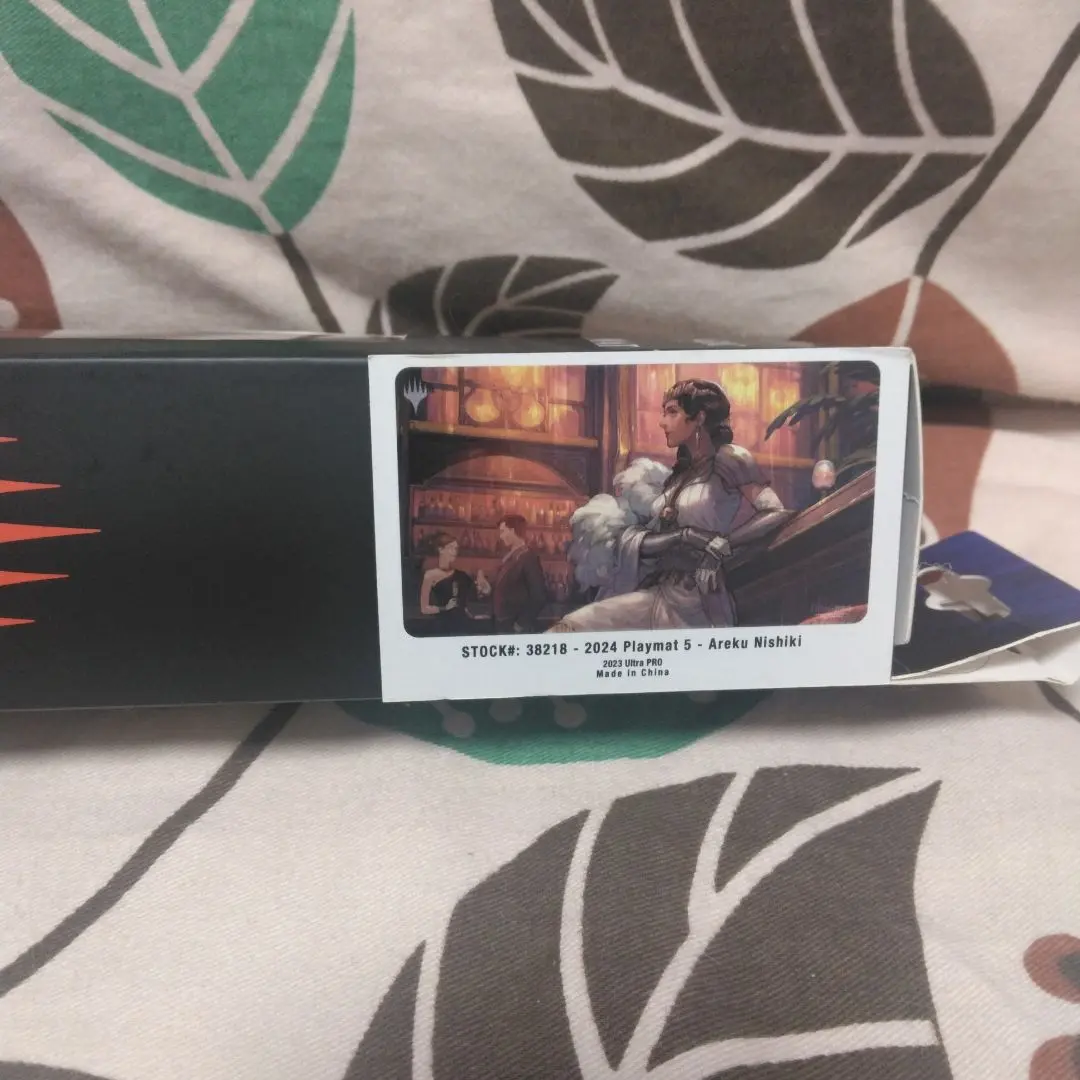 STOCK#: 38218 - 2024 Playmat 5 - Areku Nishiki
2023 Ultra PRO
Made in China